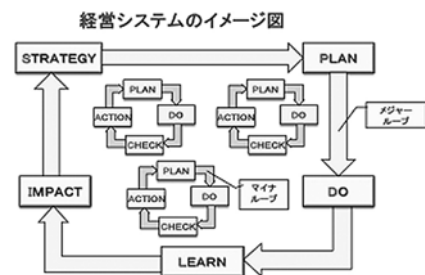 経営システムのイメージ図
STRATEGY
PLAN
PLAN
DO
CHECK
ACTION
PLAN
DO
CHECK
ACTION
メジャー
ループ
PLAN
DO
CHECK
ACTION
マイナ
ループ
IMPACT
DO
LEARN